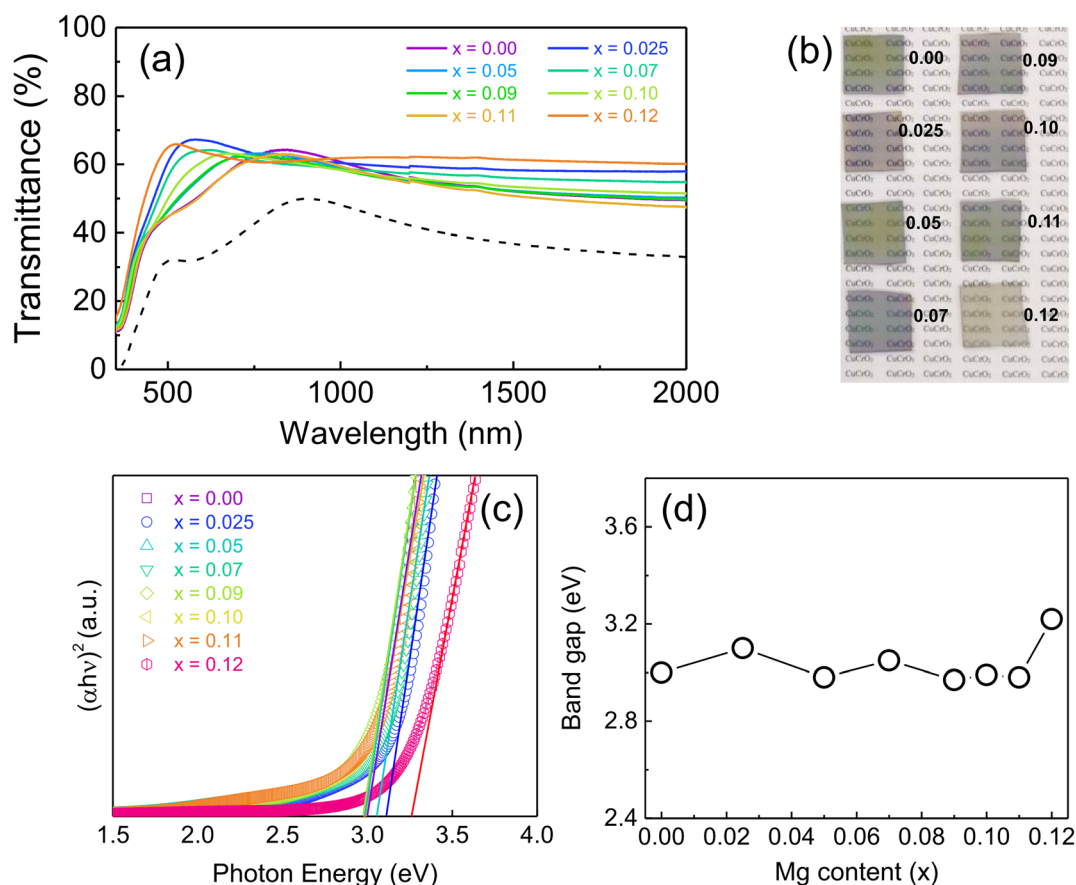 (a)
100
80
60
40
20
0
Transmittance (%)
x = 0.00
x = 0.025
x = 0.05
x = 0.07
x = 0.09
x = 0.10
x = 0.11
x = 0.12
500
1000
1500
2000
Wavelength (nm)
(b)
CuCrO₂
0.00
0.09
0.025
0.10
0.05
0.11
0.07
0.12
(c)
(αhν)² (a.u.)
x = 0.00
x = 0.025
x = 0.05
x = 0.07
x = 0.09
x = 0.10
x = 0.11
x = 0.12
1.5 2.0 2.5 3.0 3.5 4.0
Photon Energy (eV)
(d)
3.6
3.2
2.8
2.4
Band gap (eV)
0.00 0.02 0.04 0.06 0.08 0.10 0.12
Mg content (x)